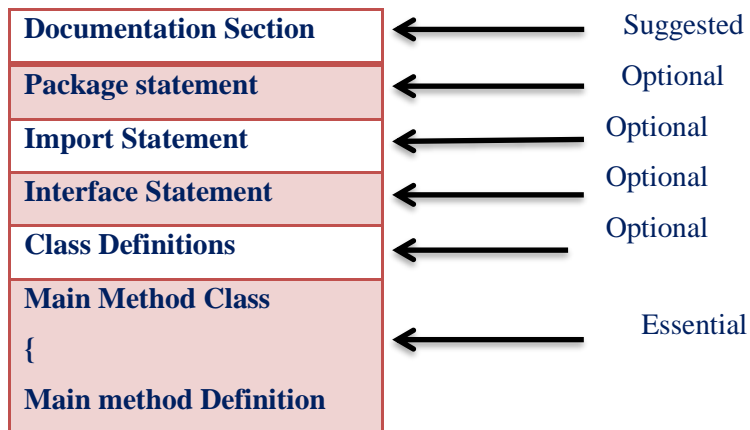 Documentation Section Suggested
Package statement Optional
Import Statement Optional
Interface Statement Optional
Class Definitions Optional
Main Method Class
{ Essential
Main method Definition